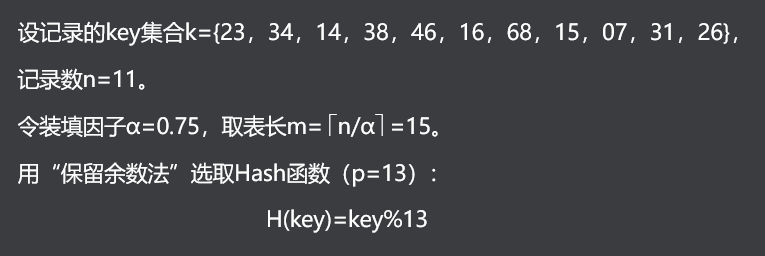 设记录的key集合k={23，34，14，38，46，16，68，15，07，31，26}，
记录数n=11。
令装填因子α=0.75，取表长m=⌈n/α⌉=15。
用“保留余数法”选取Hash函数（p=13）：
H(key)=key%13